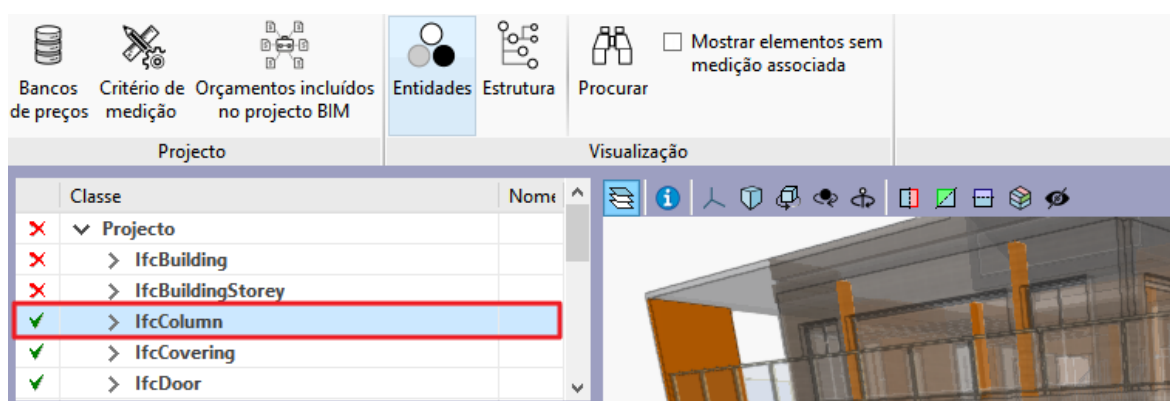 Bancos de preços
Critério de medição
Orçamentos incluídos no projecto BIM
Entidades
Estrutura
Procurar
Mostrar elementos sem
medição associada
Projecto
Visualização
Classe
Projecto
IfcBuilding
IfcBuildingStorey
IfcColumn
IfcCovering
IfcDoor